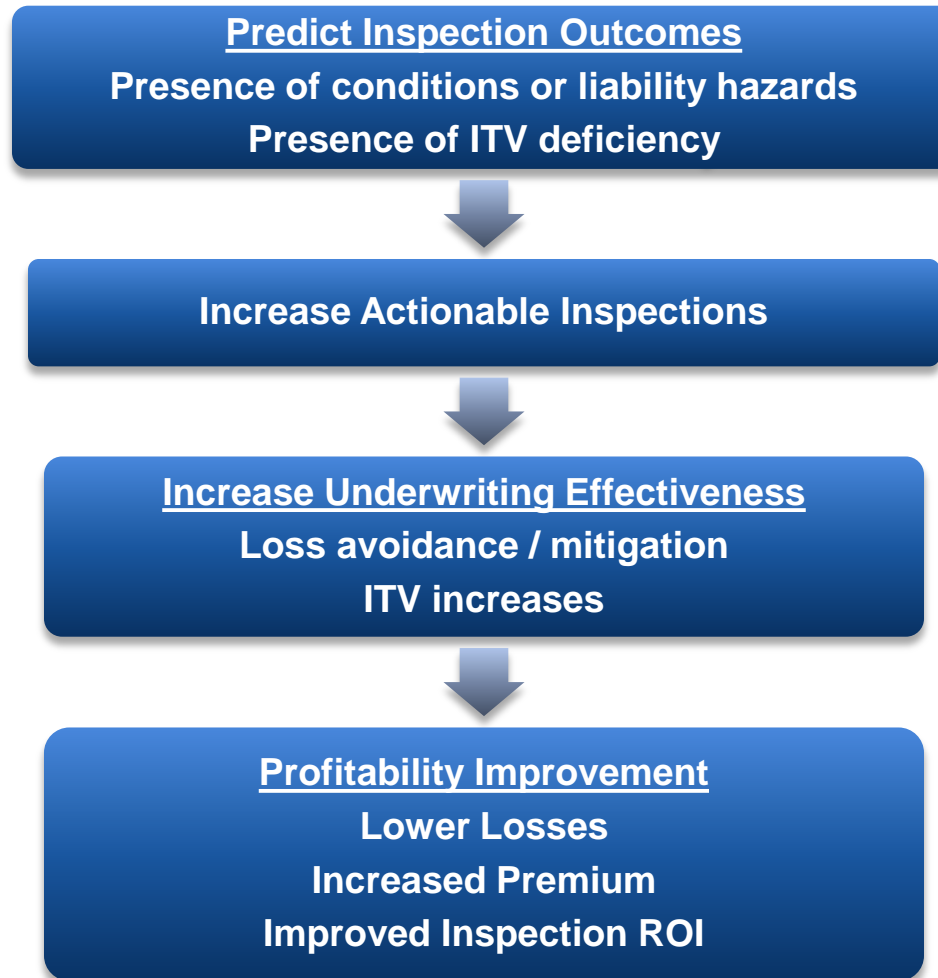 Predict Inspection Outcomes
Presence of conditions or liability hazards
Presence of ITV deficiency
Increase Actionable Inspections
Increase Underwriting Effectiveness
Loss avoidance / mitigation
ITV increases
Profitability Improvement
Lower Losses
Increased Premium
Improved Inspection ROI